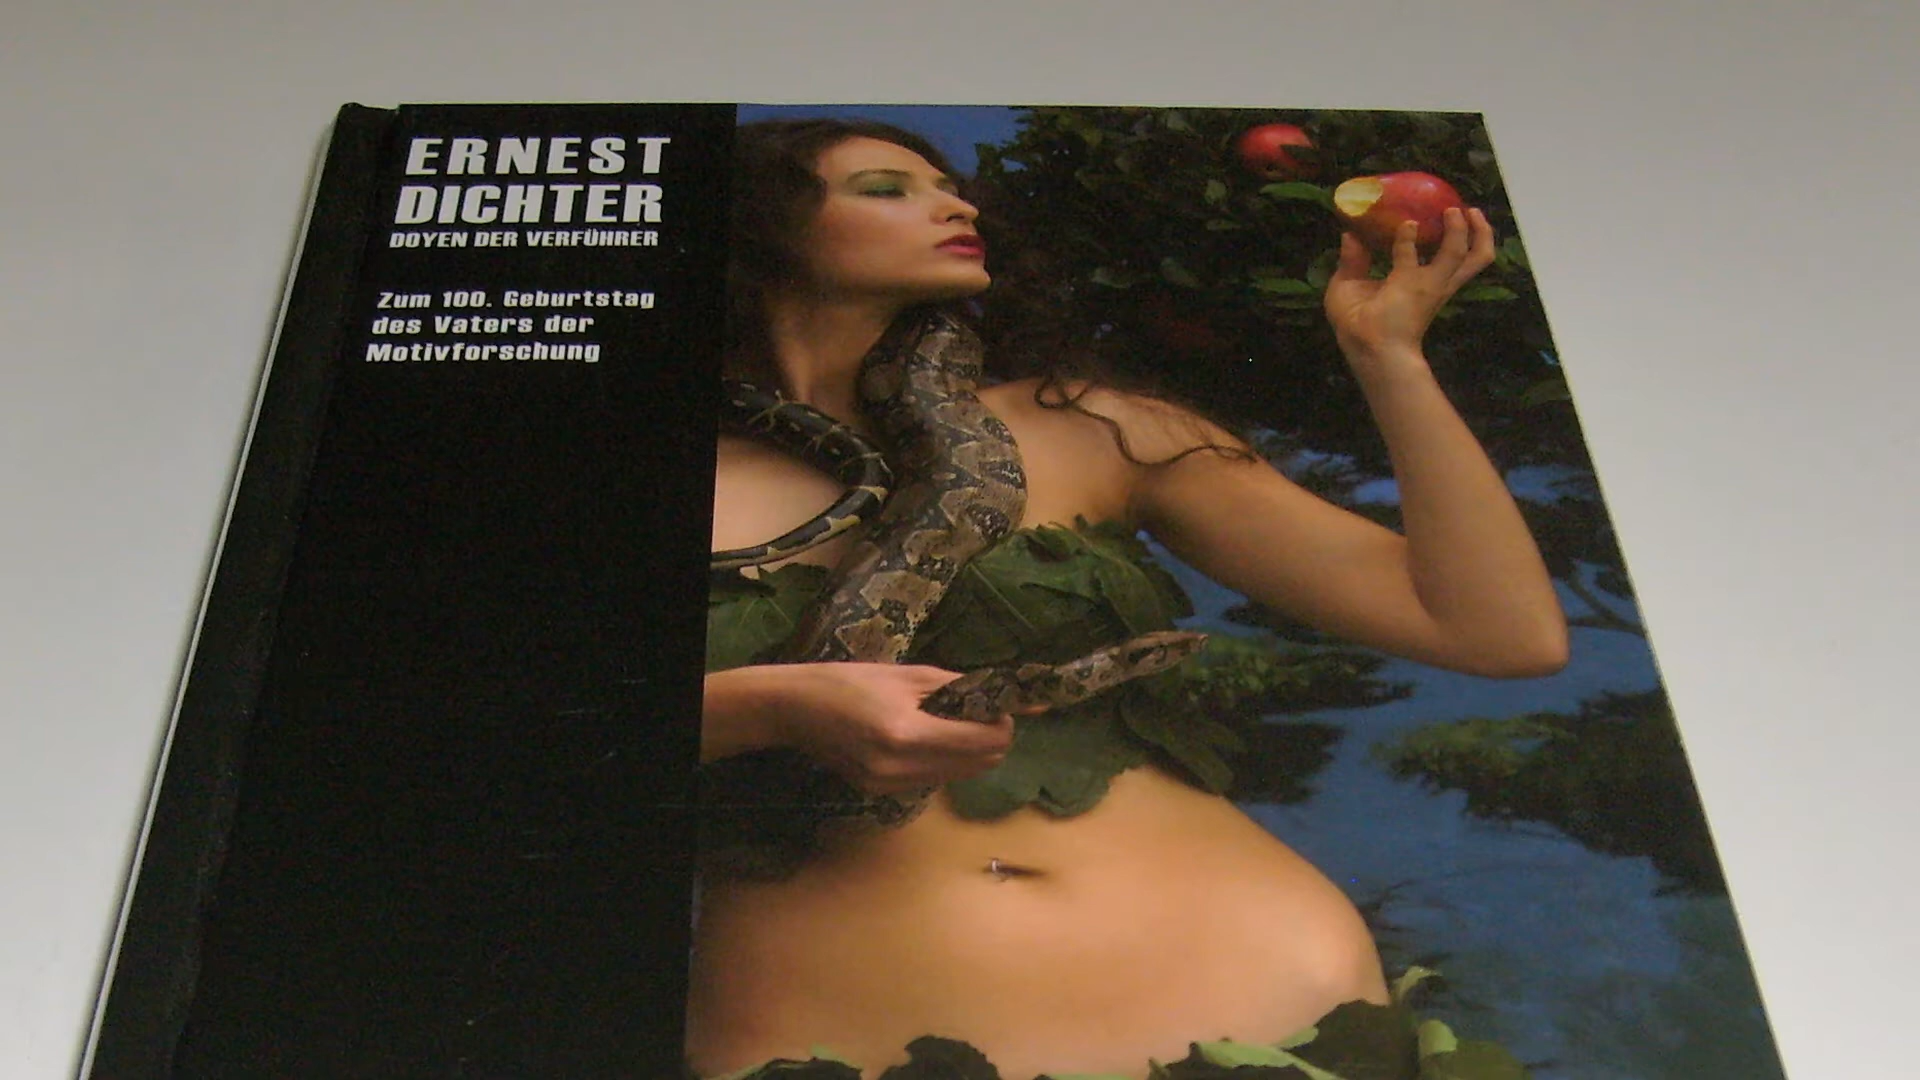 ERNEST
DICHTER
DOYEN DER VERFÜHRER
Zum 100. Geburtstag
des Vaters der
Motivforschung